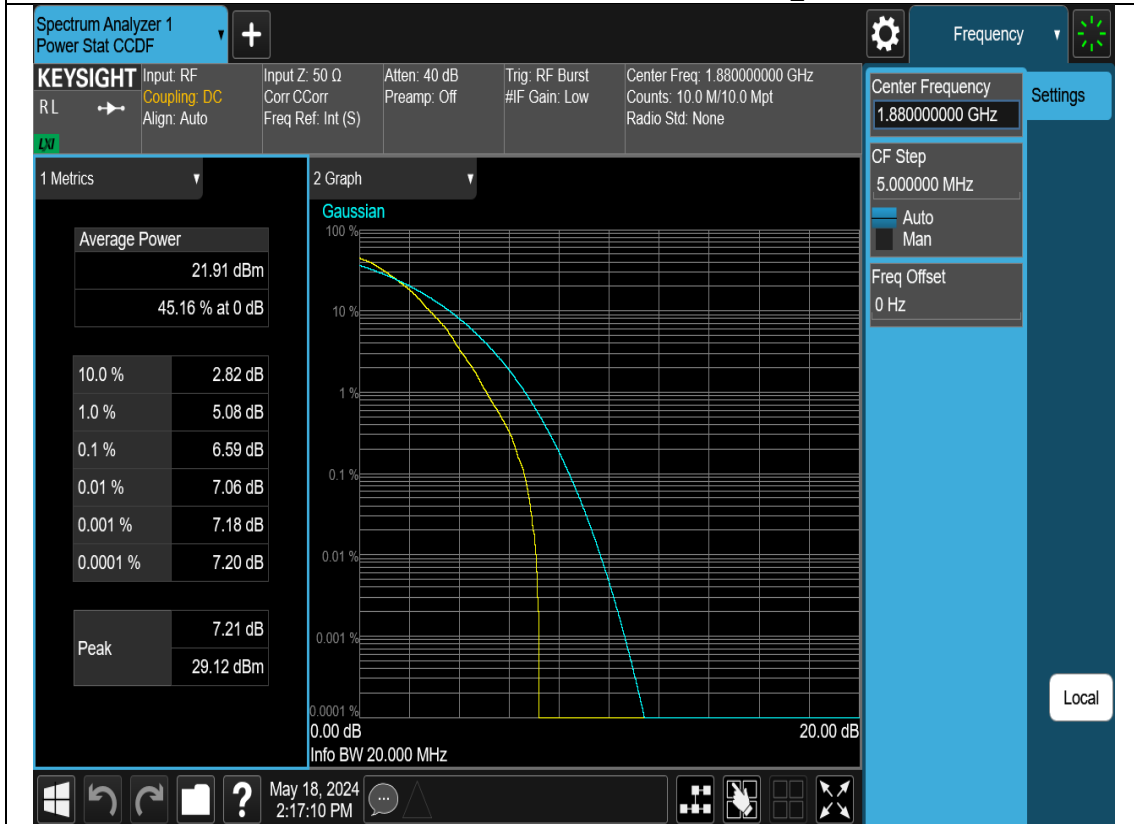 Spectrum Analyzer 1
Power Stat CCDF
Frequency
KEYSIGHT
R L
LXI
Input: RF
Coupling: DC
Align: Auto
Input Z: 50 Ω
Corr CCorr
Freq Ref: Int (S)
Atten: 40 dB
Preamp: Off
Trig: RF Burst
#IF Gain: Low
Center Freq: 1.880000000 GHz
Counts: 10.0 M/10.0 Mpt
Radio Std: None
Center Frequency
1.880000000 GHz
Settings
CF Step
5.000000 MHz
Auto
Man
Freq Offset
0 Hz
1 Metrics
Average Power
21.91 dBm
45.16 % at 0 dB
10.0 % 2.82 dB
1.0 % 5.08 dB
0.1 % 6.59 dB
0.01 % 7.06 dB
0.001 % 7.18 dB
0.0001 % 7.20 dB
Peak
7.21 dB
29.12 dBm
2 Graph
Gaussian
100 %
10 %
1 %
0.1 %
0.01 %
0.001 %
0.0001 %
0.00 dB 20.00 dB
Info BW 20.000 MHz
Local
?
May 18, 2024
2:17:10 PM